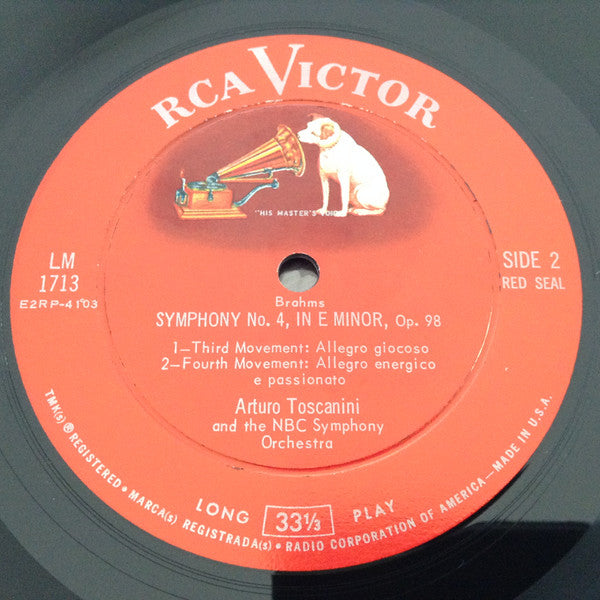 RCA VICTOR
"HIS MASTER'S VOICE"
LM
1713
E2RP-4103
SIDE 2
RED SEAL
Brahms
SYMPHONY No. 4, IN E MINOR, Op. 98
1—Third Movement: Allegro giocoso
2—Fourth Movement: Allegro energico
e passionato
Arturo Toscanini
and the NBC Symphony
Orchestra
LONG 33⅓ PLAY
TMK(s) ® REGISTERED • MARCA(s) REGISTRADA(s) • RADIO CORPORATION OF AMERICA—MADE IN U.S.A.